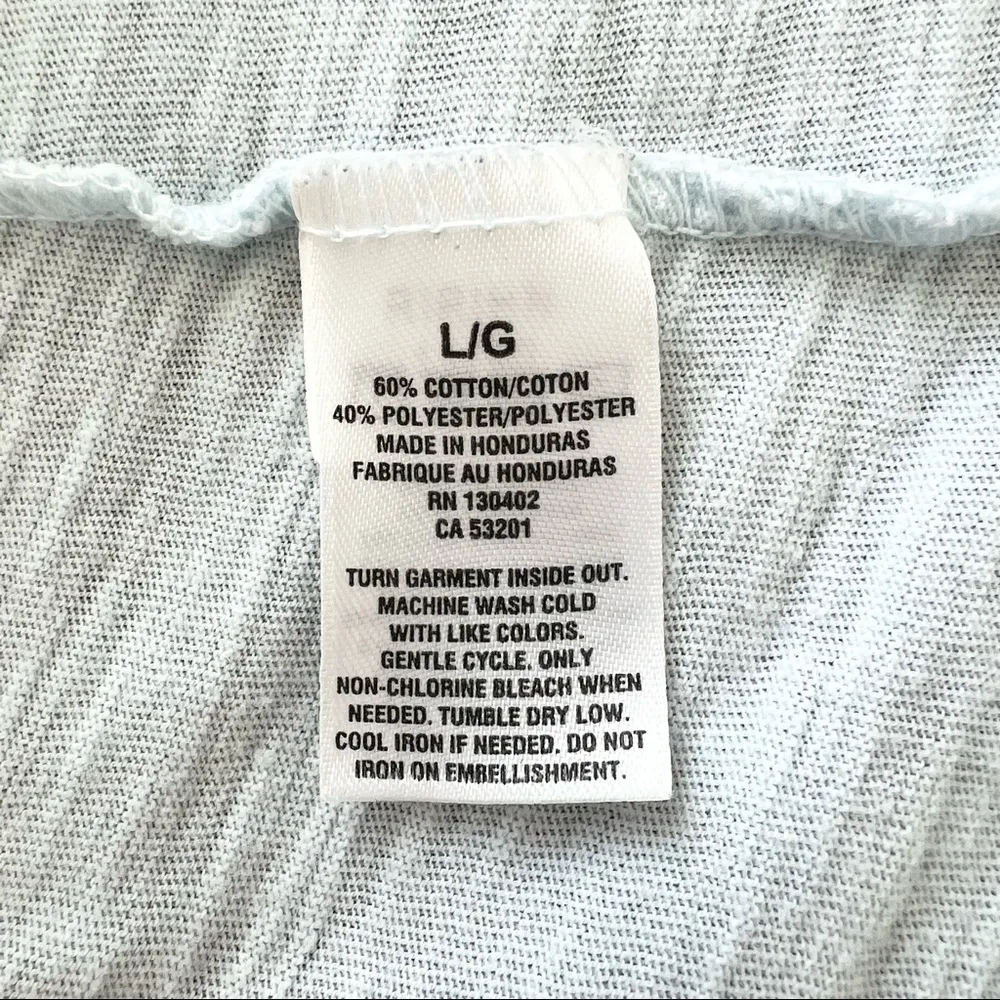 L/G
60% COTTON/COTON
40% POLYESTER/POLYESTER
MADE IN HONDURAS
FABRIQUE AU HONDURAS
RN 130402
CA 53201
TURN GARMENT INSIDE OUT.
MACHINE WASH COLD
WITH LIKE COLORS.
GENTLE CYCLE. ONLY
NON-CHLORINE BLEACH WHEN
NEEDED. TUMBLE DRY LOW.
COOL IRON IF NEEDED. DO NOT
IRON ON EMBELLISHMENT.